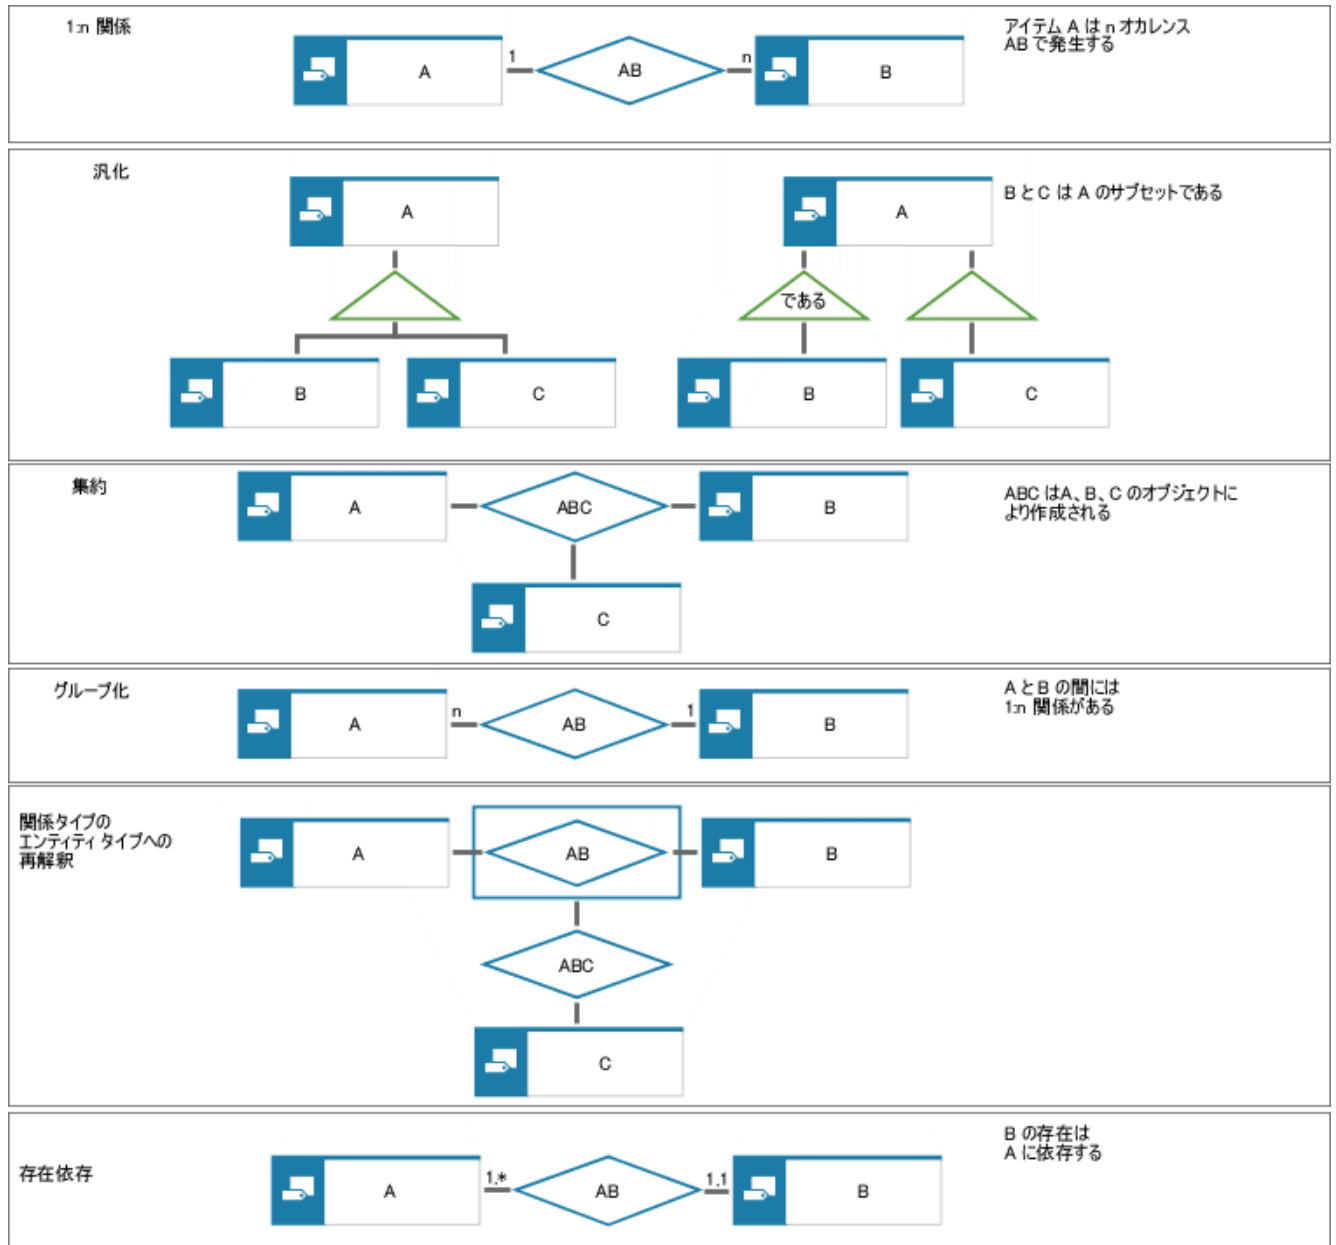 1:n 関係
A
1
AB
n
B
アイテム A は n オカレンス
AB で発生する
汎化
A
B
C
A
である
B
C
B と C は A のサブセットである
集約
A
ABC
B
C
ABC はA、B、C のオブジェクトに
より作成される
グループ化
A
n
AB
1
B
A と B の間には
1:n 関係がある
関係タイプの
エンティティ タイプへの
再解釈
A
AB
B
ABC
C
存在依存
A
1,*
AB
1,1
B
B の存在は
A に依存する